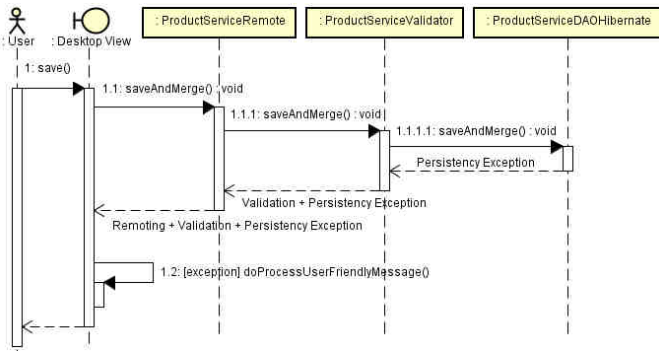 : User
: Desktop View
: ProductServiceRemote
: ProductServiceValidator
: ProductServiceDAOHibernate
1: save()
1.1: saveAndMerge() : void
1.1.1: saveAndMerge() : void
1.1.1.1: saveAndMerge() : void
Persistency Exception
Validation + Persistency Exception
Remoting + Validation + Persistency Exception
1.2: [exception] doProcessUserFriendlyMessage()